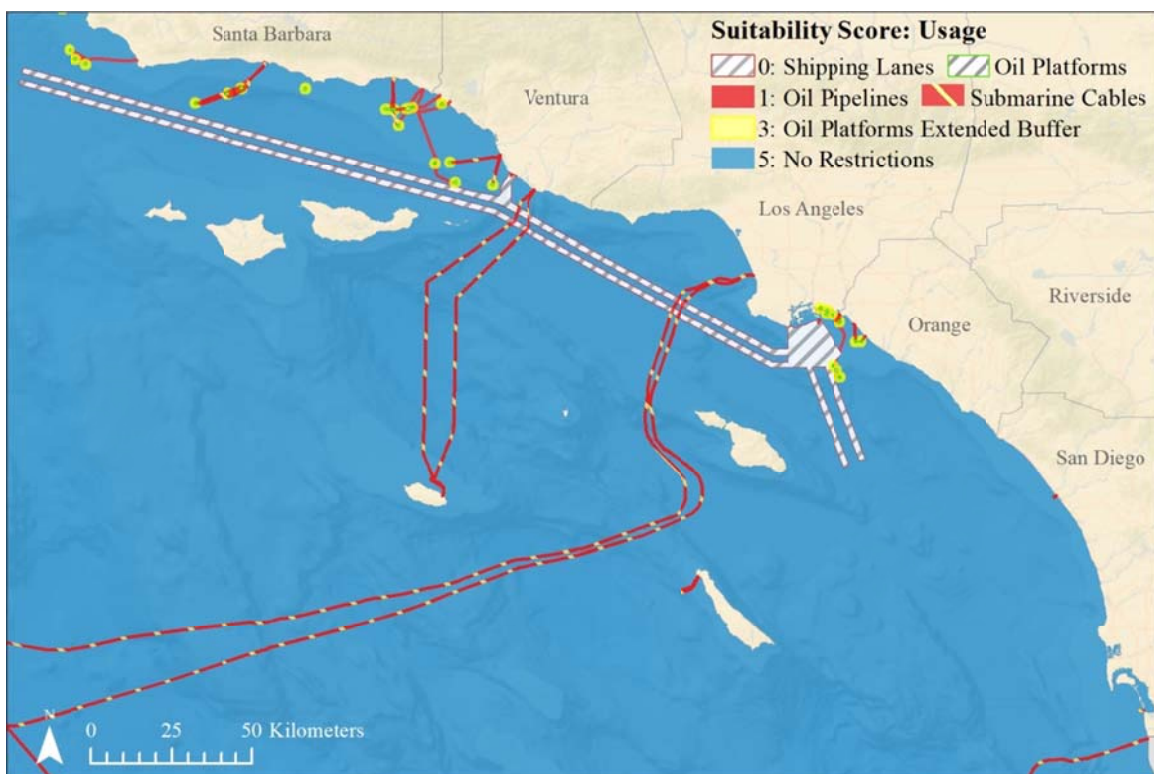 Suitability Score: Usage
0: Shipping Lanes Oil Platforms
1: Oil Pipelines Submarine Cables
3: Oil Platforms Extended Buffer
5: No Restrictions
Santa Barbara
Ventura
Los Angeles
Riverside
Orange
San Diego
N
0 25 50 Kilometers